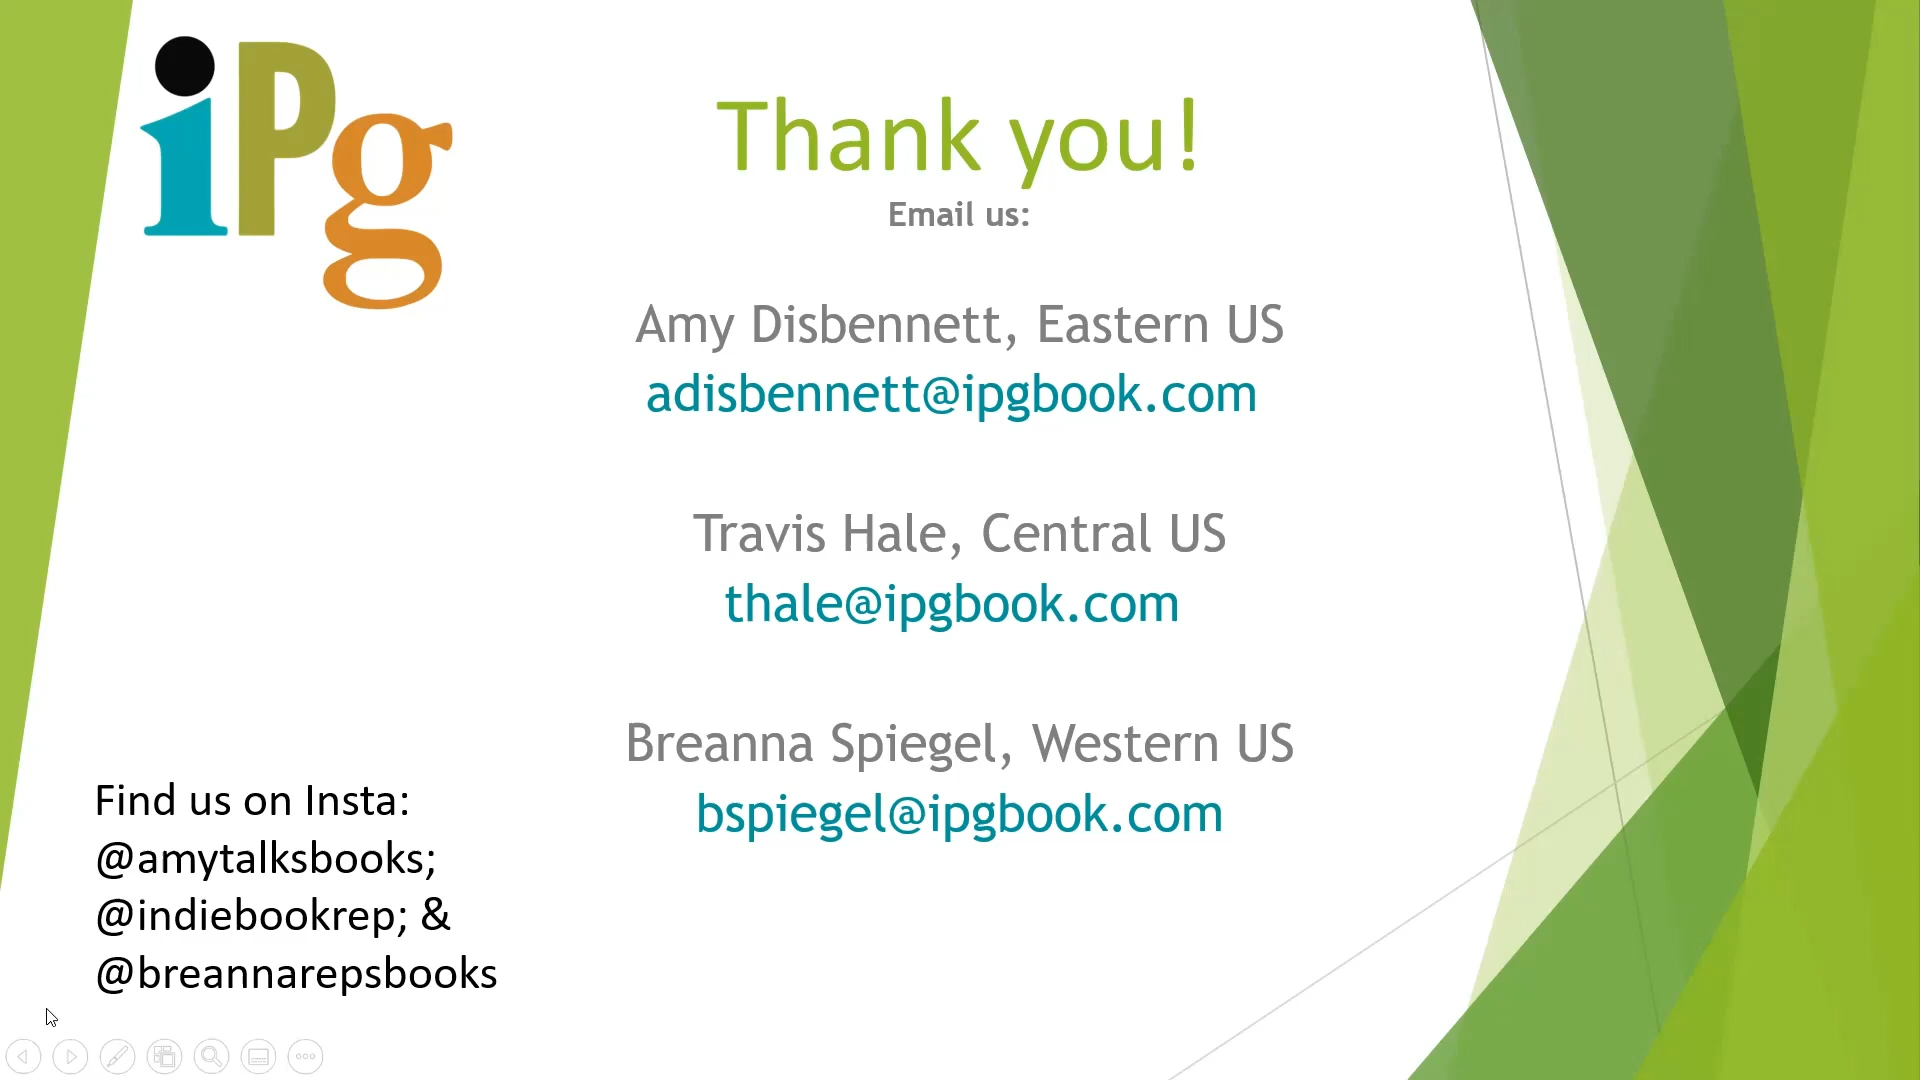 iPg
Thank you!
Email us:
Amy Disbennett, Eastern US
adisbennett@ipgbook.com
Travis Hale, Central US
thale@ipgbook.com
Breanna Spiegel, Western US
bspiegel@ipgbook.com
Find us on Insta:
@amytalksbooks;
@indiebookrep; &
@breannarepsbooks